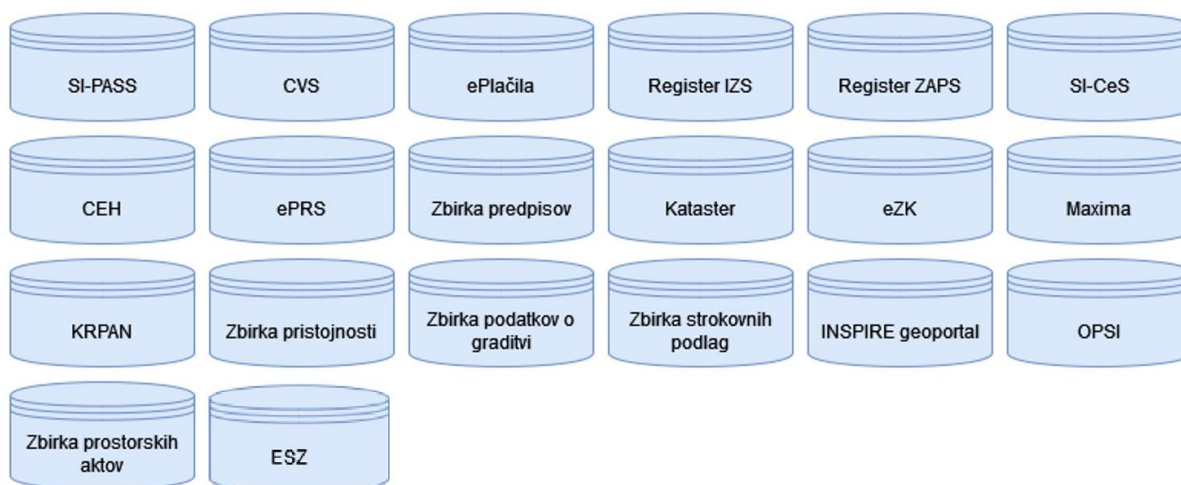 SI-PASS
CVS
ePlačila
Register IZS
Register ZAPS
SI-CeS
CEH
ePRS
Zbirka predpisov
Kataster
eZK
Maxima
KRPAN
Zbirka pristojnosti
Zbirka podatkov o
graditvi
Zbirka strokovnih
podlag
INSPIRE geoportal
OPSI
Zbirka prostorskih
aktov
ESZ